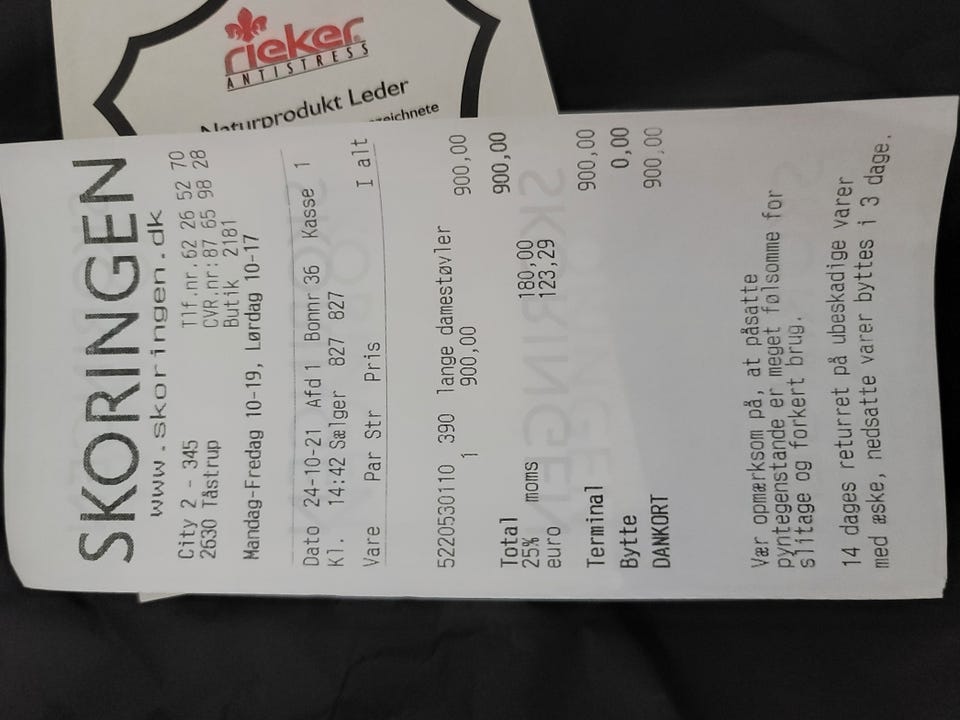 rieker
ANTISTRESS
Naturprodukt Leder
SKORINGEN
www.skoringen.dk
City 2 - 345 Tlf.nr.62 26 52 70
2630 Tåstrup CVR.nr:87 65 98 28
Butik 2181
Mandag-Fredag 10-19, Lørdag 10-17
Dato 24-10-21 Afd 1 Bonnr 36 Kasse 1
Kl. 14:42 Sælger 827 827
Vare Par Str Pris I alt
5220530110 390 lange damestøvler
1 900,00 900,00
Total 900,00
25% moms 180,00
euro 123,29
Terminal 900,00
Bytte 0,00
DANKORT 900,00
Vær opmærksom på, at påsatte
pyntegenstande er meget følsomme for
slitage og forkert brug.
14 dages returret på ubeskadige varer
med æske, nedsatte varer byttes i 3 dage.